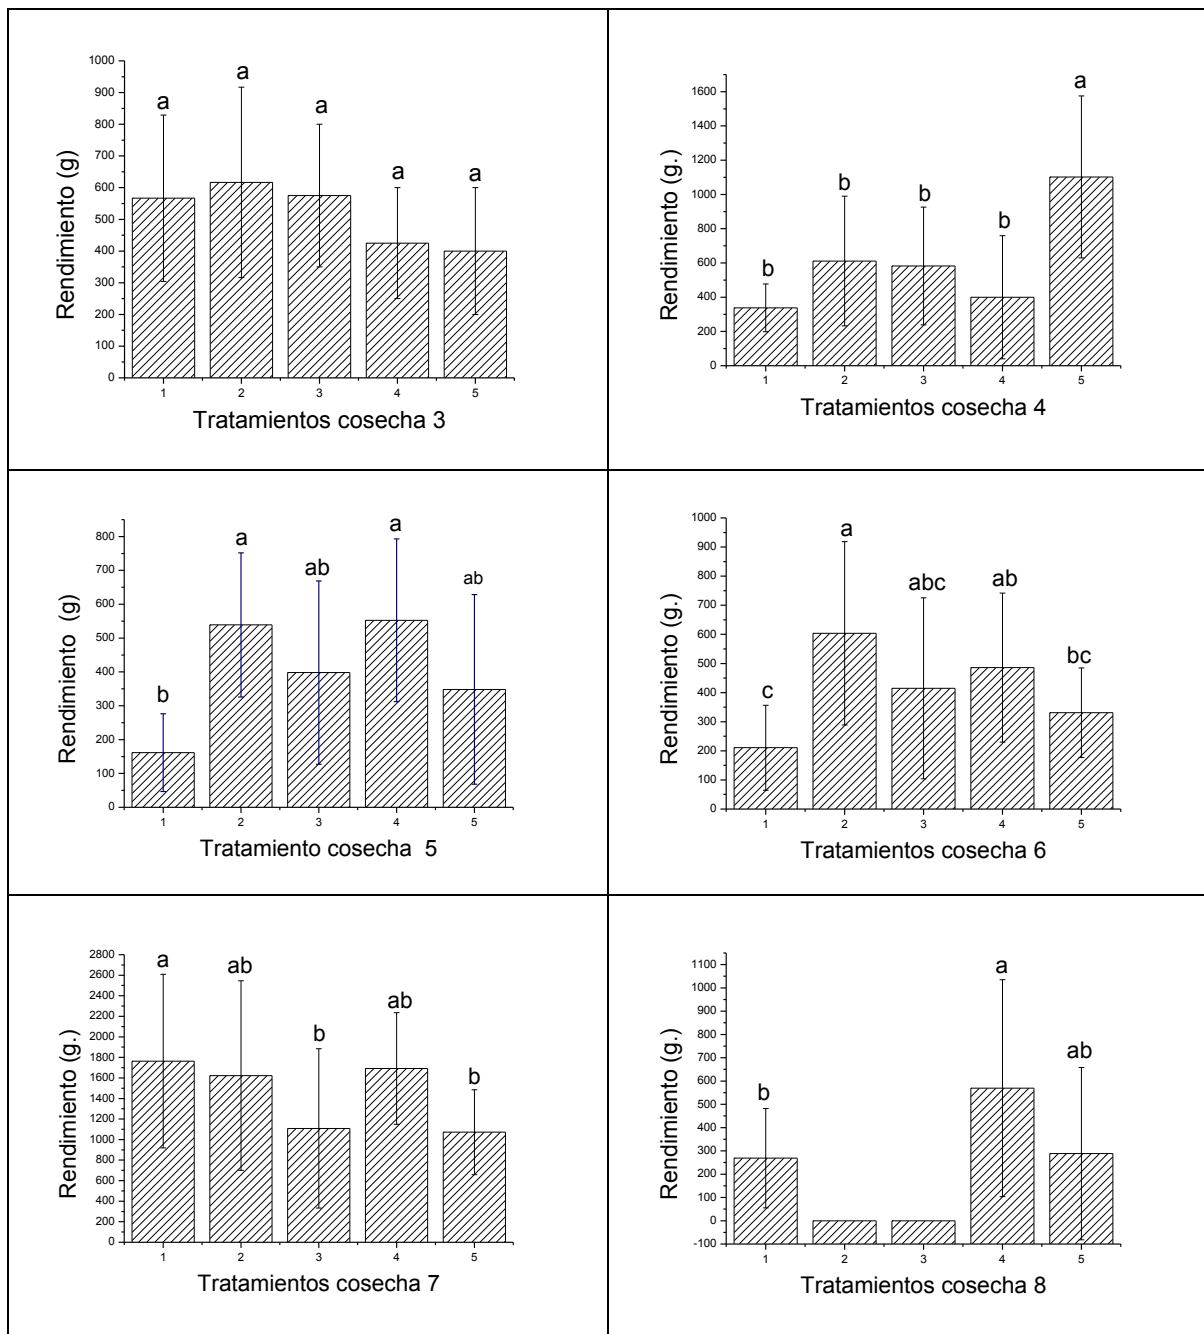 a
a
a
a
a
1000
900
800
700
600
500
400
300
200
100
0
Rendimiento (g)
1 2 3 4 5
Tratamientos cosecha 3
a
b
b
b
b
1600
1400
1200
1000
800
600
400
200
0
Rendimiento (g.)
1 2 3 4 5
Tratamientos cosecha 4
a
a
ab
ab
b
800
700
600
500
400
300
200
100
0
Rendimiento (g)
1 2 3 4 5
Tratamiento cosecha 5
a
abc
ab
bc
c
1000
900
800
700
600
500
400
300
200
100
0
Rendimiento (g.)
1 2 3 4 5
Tratamientos cosecha 6
a
ab
b
ab
b
2800
2600
2400
2200
2000
1800
1600
1400
1200
1000
800
600
400
200
0
Rendimiento (g.)
1 2 3 4 5
Tratamientos cosecha 7
a
ab
b
1100
1000
900
800
700
600
500
400
300
200
100
0
-100
Rendimiento (g.)
1 2 3 4 5
Tratamientos cosecha 8